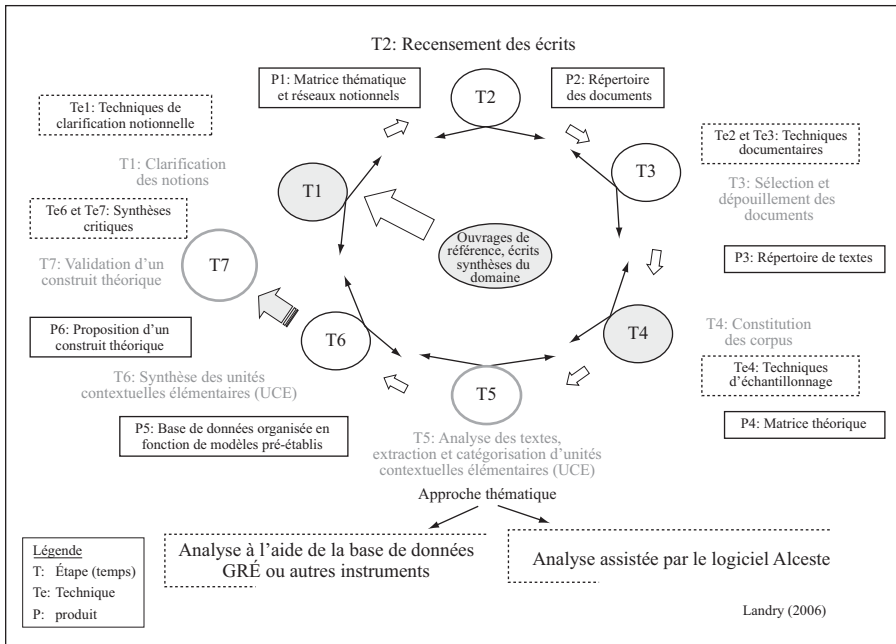 T2: Recensement des écrits
P1: Matrice thématique
et réseaux notionnels
T2
P2: Répertoire
des documents
Te1: Techniques de
clarification notionnelle
Te2 et Te3: Techniques
documentaires
T1: Clarification
des notions
T1
T3
T3: Sélection et
dépouillement des
documents
Te6 et Te7: Synthèses
critiques
Ouvrages de
référence, écrits
synthèses du
domaine
T7: Validation d'un
construit théorique
T7
P3: Répertoire de textes
P6: Proposition d'un
construit théorique
T6
T4
T4: Constitution
des corpus
Te4: Techniques
d'échantillonnage
T6: Synthèse des unités
contextuelles élémentaires (UCE)
T5
P5: Base de données organisée en
fonction de modèles pré-établis
P4: Matrice théorique
T5: Analyse des textes,
extraction et catégorisation d'unités
contextuelles élémentaires (UCE)
Approche thématique
Analyse à l'aide de la base de données
GRÉ ou autres instruments
Analyse assistée par le logiciel Alceste
Légende
T: Étape (temps)
Te: Technique
P: produit
Landry (2006)